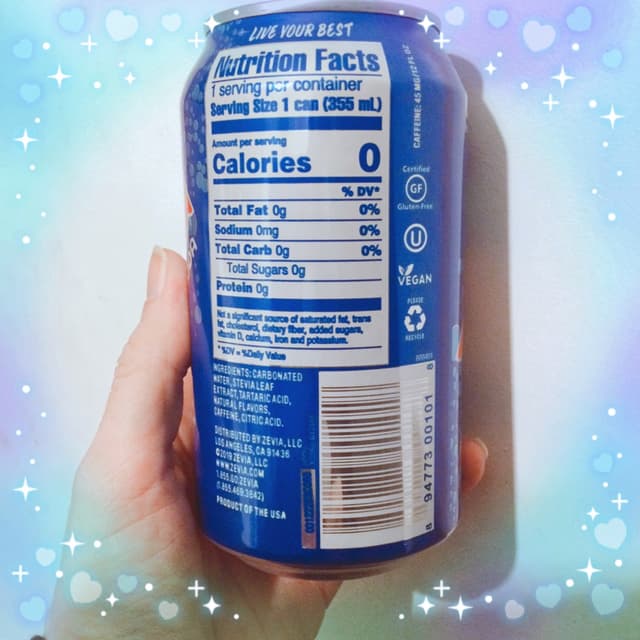 LIVE YOUR BEST
Nutrition Facts
1 serving per container
Serving Size 1 can (355 mL)
Amount per serving
Calories 0
% DV*
Total Fat 0g 0%
Sodium 0mg 0%
Total Carb 0g 0%
Total Sugars 0g
Protein 0g
Not a significant source of saturated fat, trans
fat, cholesterol, dietary fiber, added sugars,
vitamin D, calcium, iron and potassium.
* %DV = %Daily Value
INGREDIENTS: CARBONATED
WATER, STEVIA LEAF
EXTRACT, TARTARIC ACID,
NATURAL FLAVORS,
CAFFEINE, CITRIC ACID.
DISTRIBUTED BY ZEVIA, LLC
LOS ANGELES, CA 91436
©2019 ZEVIA, LLC
WWW.ZEVIA.COM
1.855.GO.ZEVIA
(1.855.469.3842)
PRODUCT OF THE USA
CAFFEINE: 45 MG/12 FL OZ
Certified
GF
Gluten-Free
U
VEGAN
PLEASE
RECYCLE
8 94773 00101 8